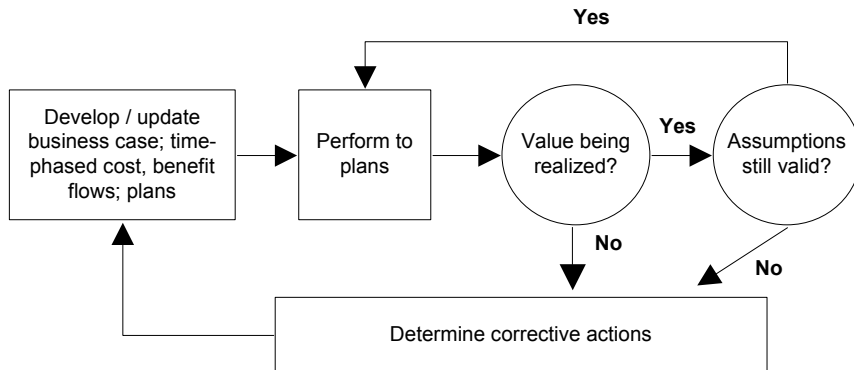 Yes
Develop / update
business case; time-
phased cost, benefit
flows; plans
Perform to
plans
Value being
realized?
Yes
Assumptions
still valid?
No
No
Determine corrective actions